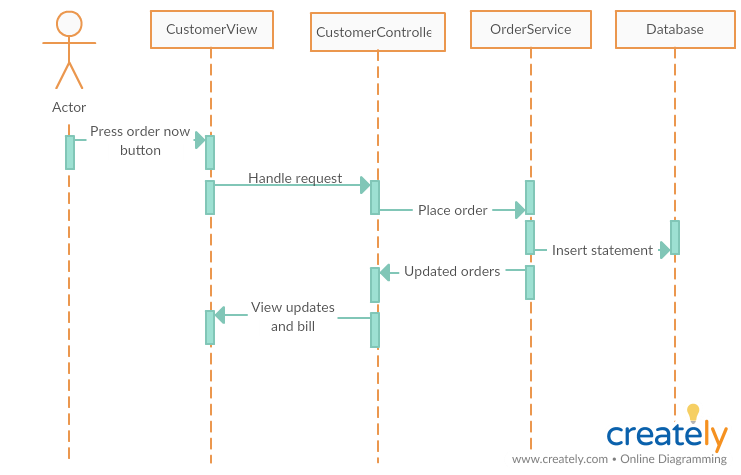 CustomerView
CustomerControlle
OrderService
Database
Actor
Press order now
button
Handle request
Place order
Insert statement
Updated orders
View updates
and bill
creately
www.creately.com • Online Diagramming